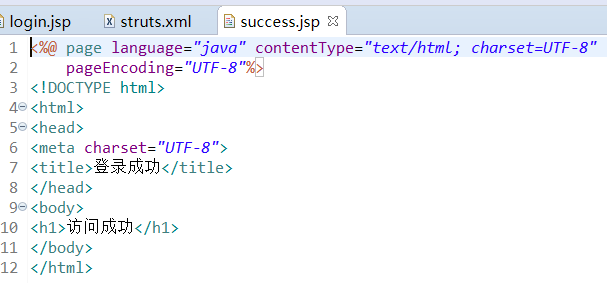 login.jsp struts.xml success.jsp
1 <%@ page language="java" contentType="text/html; charset=UTF-8"
2 pageEncoding="UTF-8"%>
3 <!DOCTYPE html>
4 <html>
5 <head>
6 <meta charset="UTF-8">
7 <title>登录成功</title>
8 </head>
9 <body>
10 <h1>访问成功</h1>
11 </body>
12 </html>